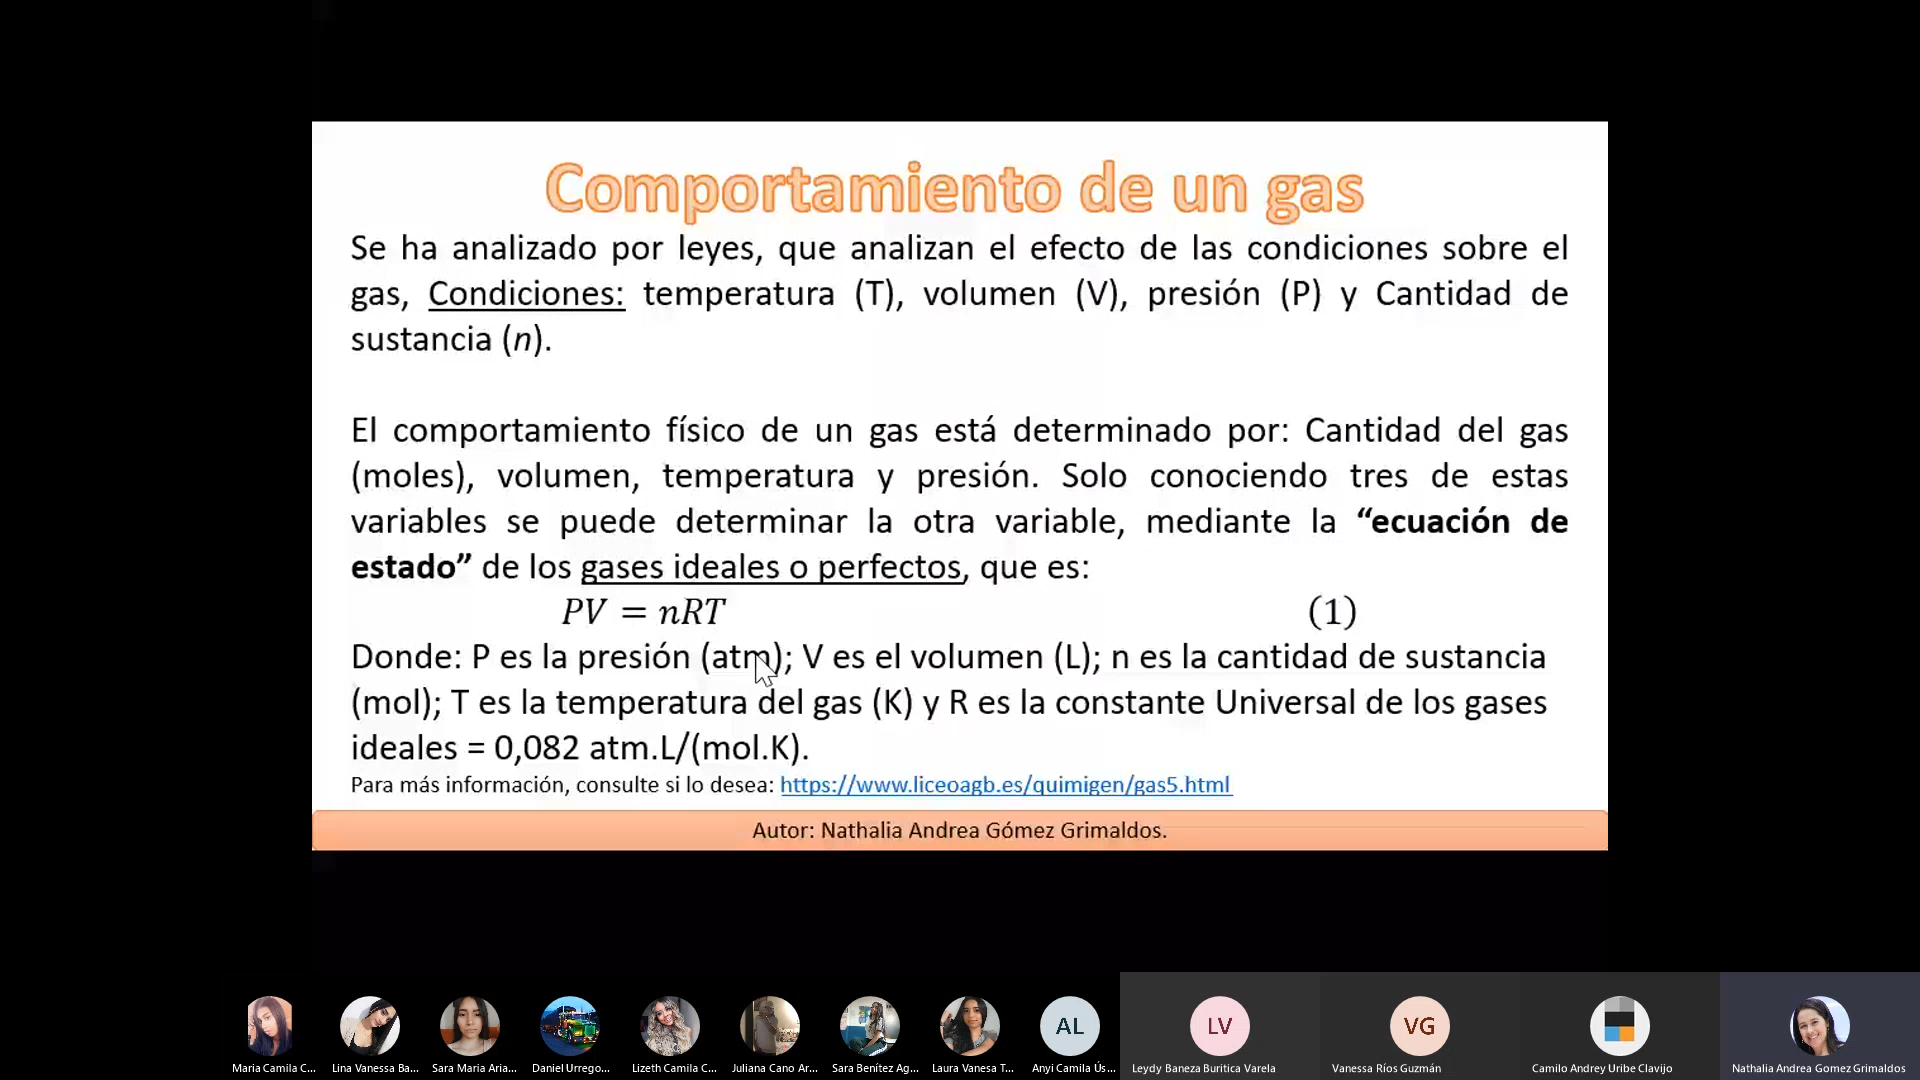 Comportamiento de un gas
Se ha analizado por leyes, que analizan el efecto de las condiciones sobre el
gas, Condiciones: temperatura (T), volumen (V), presión (P) y Cantidad de
sustancia (n).
El comportamiento físico de un gas está determinado por: Cantidad del gas
(moles), volumen, temperatura y presión. Solo conociendo tres de estas
variables se puede determinar la otra variable, mediante la “ecuación de
estado” de los gases ideales o perfectos, que es:
PV = nRT (1)
Donde: P es la presión (atm); V es el volumen (L); n es la cantidad de sustancia
(mol); T es la temperatura del gas (K) y R es la constante Universal de los gases
ideales = 0,082 atm.L/(mol.K).
Para más información, consulte si lo desea: https://www.liceoagb.es/quimigen/gas5.html
Autor: Nathalia Andrea Gómez Grimaldos.
AL LV VG
Maria Camila C... Lina Vanessa Ba... Sara Maria Aria... Daniel Urrego... Lizeth Camila C... Juliana Cano Ar... Sara Benítez Ag... Laura Vanesa T... Anyi Camila Ús... Leydy Baneza Buritica Varela Vanessa Ríos Guzmán Camilo Andrey Uribe Clavijo Nathalia Andrea Gomez Grimaldos